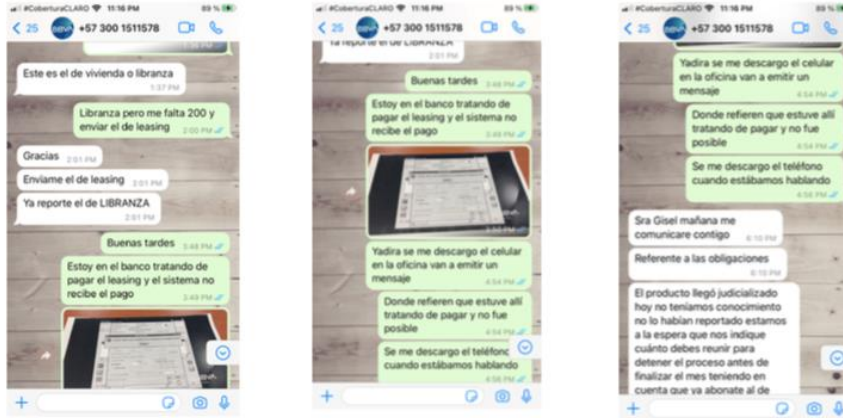 #CoberturaCLARO 11:16 PM 89 %
25 +57 300 1511578
Este es el de vivienda o libranza
1:37 PM
Libranza pero me falta 200 y
enviar el de leasing 2:00 PM
Gracias 2:01 PM
Enviame el de leasing 2:01 PM
Ya reporte el de LIBRANZA
2:01 PM
Buenas tardes 3:48 PM
Estoy en el banco tratando de
pagar el leasing y el sistema no
recibe el pago 3:49 PM
#CoberturaCLARO 11:16 PM 89 %
25 +57 300 1511578
Ya reporte el de LIBRANZA
2:01 PM
Buenas tardes 3:48 PM
Estoy en el banco tratando de
pagar el leasing y el sistema no
recibe el pago 3:49 PM
Yadira se me descargo el celular
en la oficina van a emitir un
mensaje 4:54 PM
Donde refieren que estuve allí
tratando de pagar y no fue
posible 4:54 PM
Se me descargo el teléfono
cuando estábamos hablando
4:56 PM
#CoberturaCLARO 11:16 PM 89 %
25 +57 300 1511578
Yadira se me descargo el celular
en la oficina van a emitir un
mensaje 4:54 PM
Donde refieren que estuve allí
tratando de pagar y no fue
posible 4:54 PM
Se me descargo el teléfono
cuando estábamos hablando
4:56 PM
Sra Gisel mañana me
comunicare contigo 6:10 PM
Referente a las obligaciones
6:10 PM
El producto llegó judicializado
hoy no teníamos conocimiento
no lo habían reportado estamos
a la espera que nos indique
cuánto debes reunir para
detener el proceso antes de
finalizar el mes teniendo en
cuenta que ya abonate al de